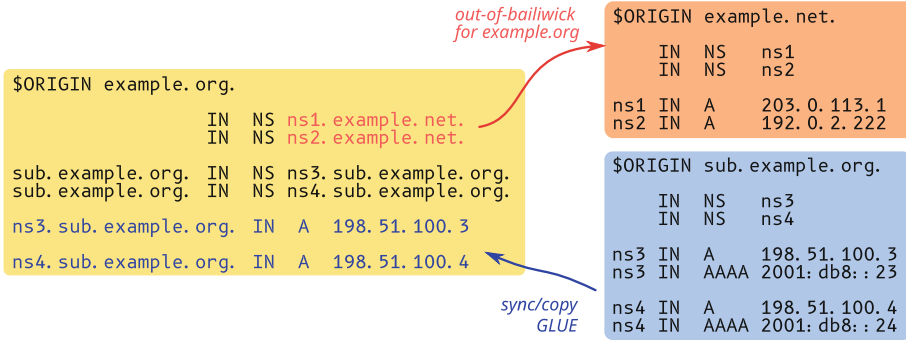 out-of-bailiwick
for example.org
$ORIGIN example.org.
IN NS ns1.example.net.
IN NS ns2.example.net.
sub.example.org. IN NS ns3.sub.example.org.
sub.example.org. IN NS ns4.sub.example.org.
ns3.sub.example.org. IN A 198.51.100.3
ns4.sub.example.org. IN A 198.51.100.4
sync/copy
GLUE
$ORIGIN example.net.
IN NS ns1
IN NS ns2
ns1 IN A 203.0.113.1
ns2 IN A 192.0.2.222
$ORIGIN sub.example.org.
IN NS ns3
IN NS ns4
ns3 IN A 198.51.100.3
ns3 IN AAAA 2001:db8::23
ns4 IN A 198.51.100.4
ns4 IN AAAA 2001:db8::24